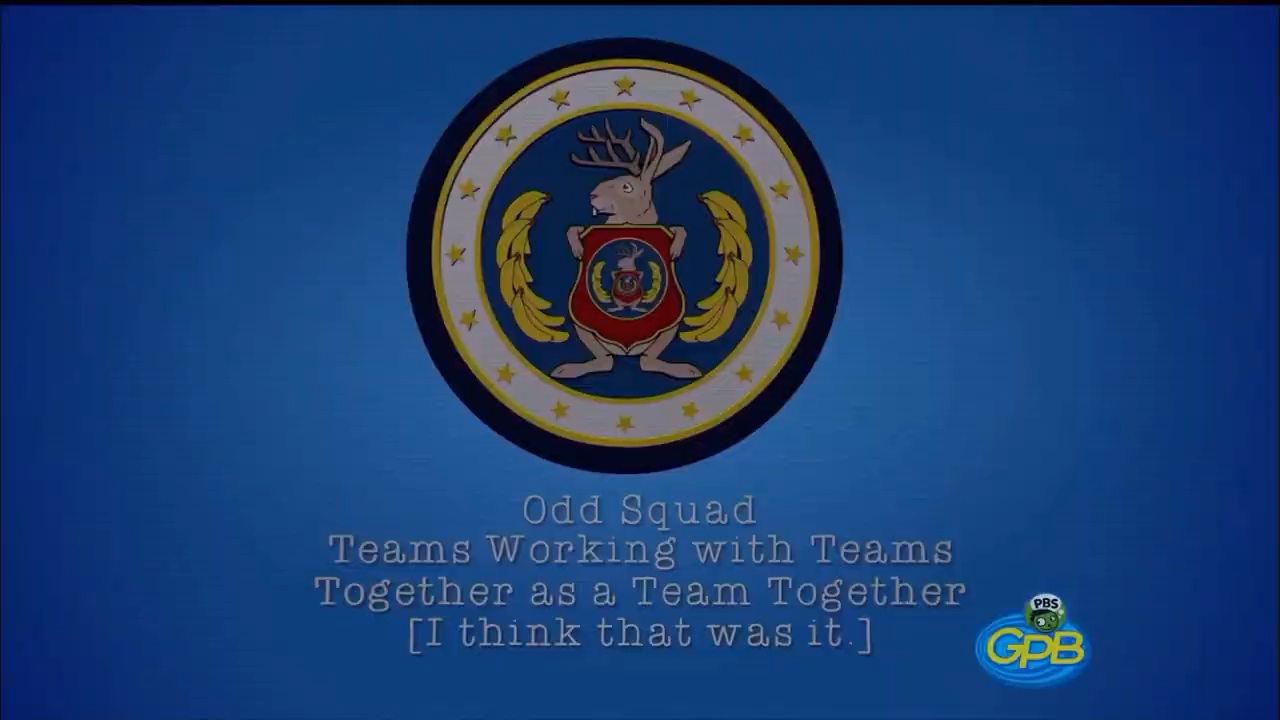 Odd Squad
Teams Working with Teams
Together as a Team Together
[I think that was it.]
PBS
GPB